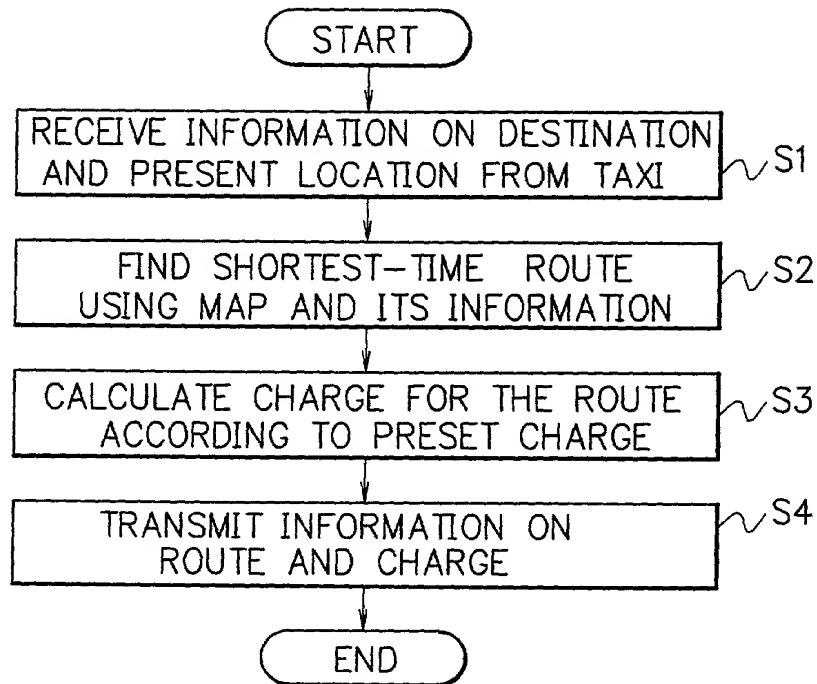 START
RECEIVE INFORMATION ON DESTINATION
AND PRESENT LOCATION FROM TAXI
S1
FIND SHORTEST-TIME ROUTE
USING MAP AND ITS INFORMATION
S2
CALCULATE CHARGE FOR THE ROUTE
ACCORDING TO PRESET CHARGE
S3
TRANSMIT INFORMATION ON
ROUTE AND CHARGE
S4
END